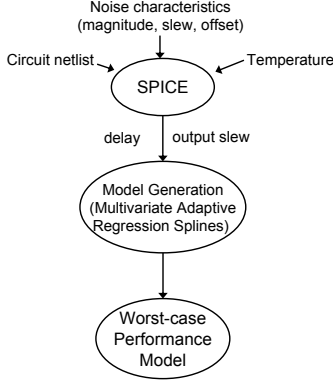 Noise characteristics
(magnitude, slew, offset)
Circuit netlist
Temperature
SPICE
delay
output slew
Model Generation
(Multivariate Adaptive
Regression Splines)
Worst-case
Performance
Model